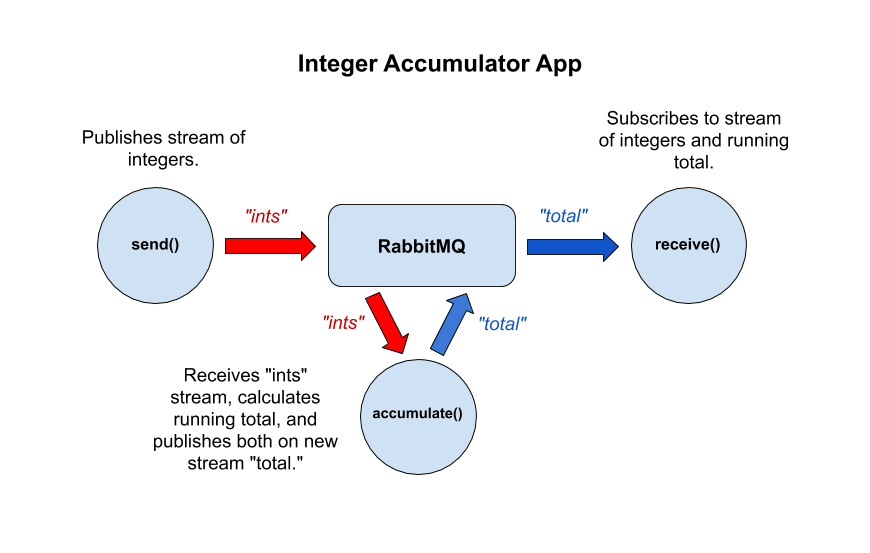 Integer Accumulator App
Publishes stream of
integers.
Subscribes to stream
of integers and running
total.
"ints"
"total"
send()
RabbitMQ
receive()
"ints"
"total"
Receives "ints"
stream, calculates
running total, and
publishes both on new
stream "total."
accumulate()